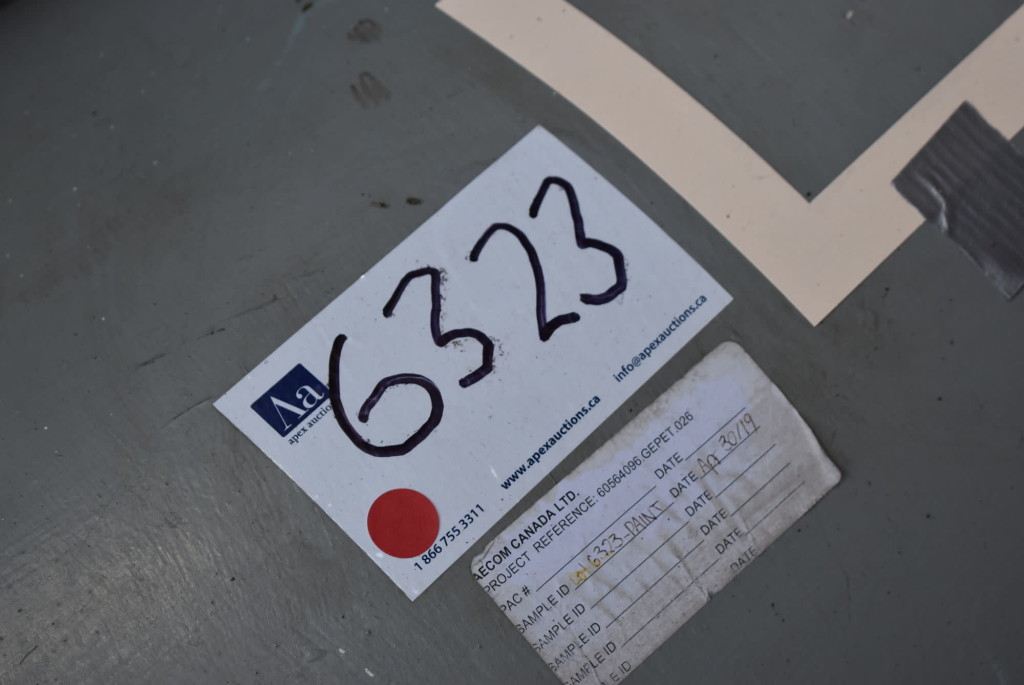 6323
Aa
apex auctio
1 866 755 3311 www.apexauctions.ca info@apexauctions.ca
AECOM CANADA LTD.
PROJECT REFERENCE: 60564096.GEPET.026
PAC # DATE
SAMPLE ID 6323-PAINT DATE Ap 30/19
SAMPLE ID DATE
SAMPLE ID DATE
SAMPLE ID DATE
LE ID DATE